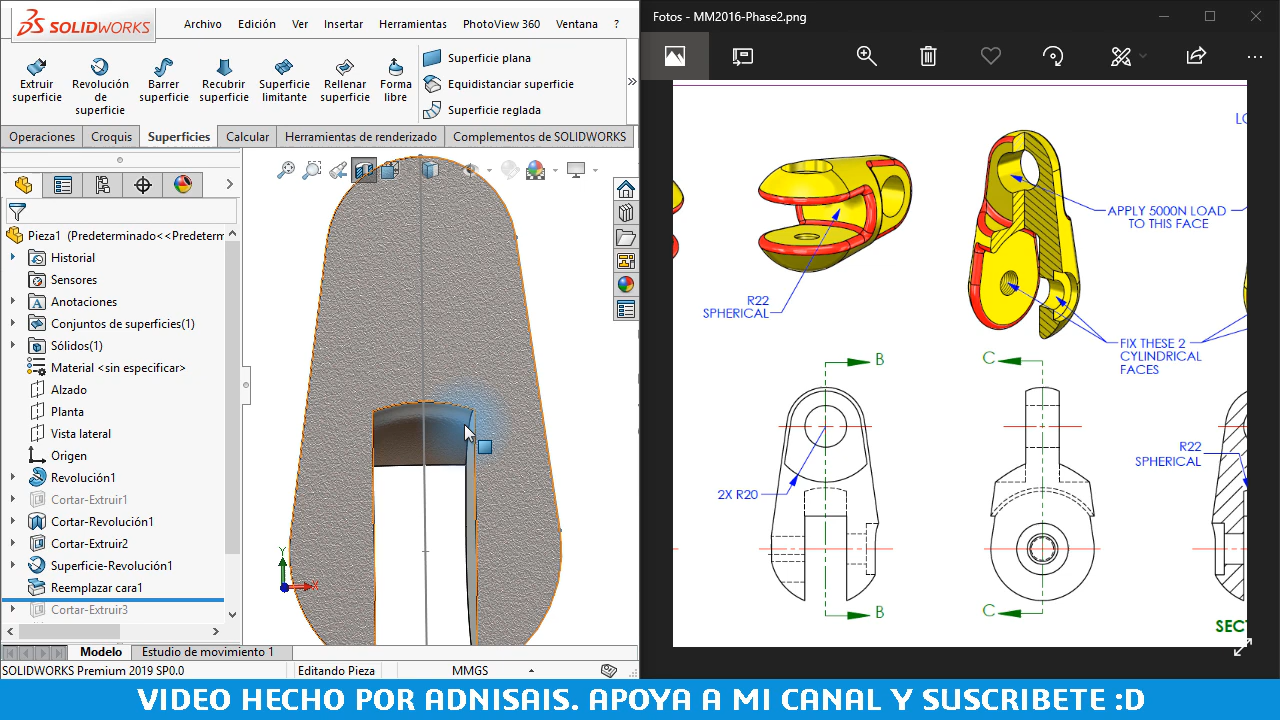 SOLIDWORKS
Archivo Edición Ver Insertar Herramientas PhotoView 360 Ventana ?
Extruir superficie
Revolución de superficie
Barrer superficie
Recubrir superficie
Superficie limitante
Rellenar superficie
Forma libre
Superficie plana
Equidistanciar superficie
Superficie reglada
Operaciones Croquis Superficies Calcular Herramientas de renderizado Complementos de SOLIDWORKS
Pieza1 (Predeterminado<<Predeterm
Historial
Sensores
Anotaciones
Conjuntos de superficies(1)
Sólidos(1)
Material <sin especificar>
Alzado
Planta
Vista lateral
Origen
Revolución1
Cortar-Extruir1
Cortar-Revolución1
Cortar-Extruir2
Superficie-Revolución1
Reemplazar cara1
Cortar-Extruir3
Y
X
Modelo Estudio de movimiento 1
SOLIDWORKS Premium 2019 SP0.0 Editando Pieza MMGS
Fotos - MM2016-Phase2.png
LO
APPLY 5000N LOAD
TO THIS FACE
R22
SPHERICAL
FIX THESE 2
CYLINDRICAL
FACES
B
C
R22
SPHERICAL
2X R20
B
C
SECT
VIDEO HECHO POR ADNISAIS. APOYA A MI CANAL Y SUSCRIBETE :D